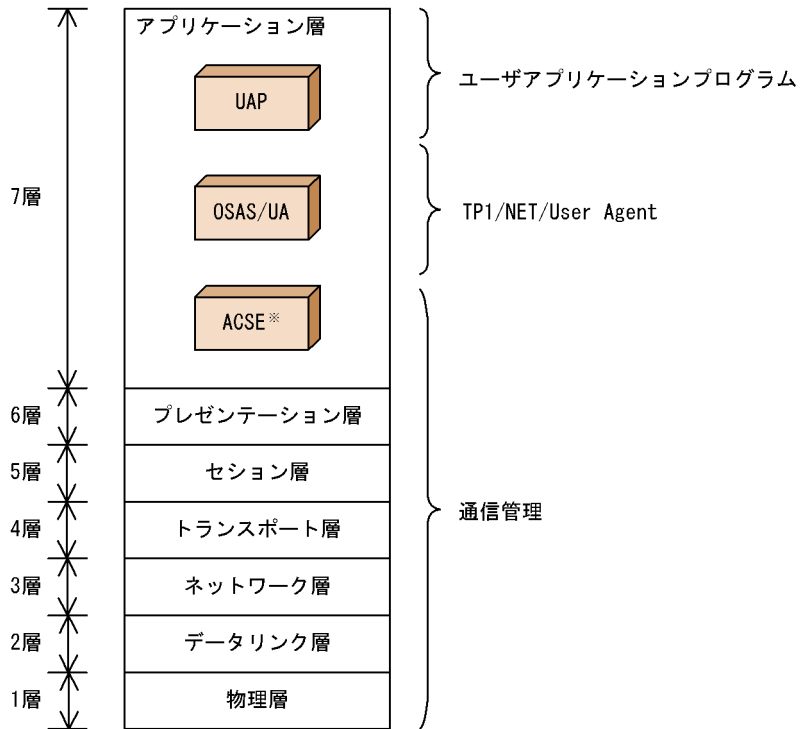 アプリケーション層
UAP
ユーザアプリケーションプログラム
7層
OSAS/UA
TP1/NET/User Agent
ACSE※
6層
プレゼンテーション層
5層
セション層
通信管理
4層
トランスポート層
3層
ネットワーク層
2層
データリンク層
1層
物理層